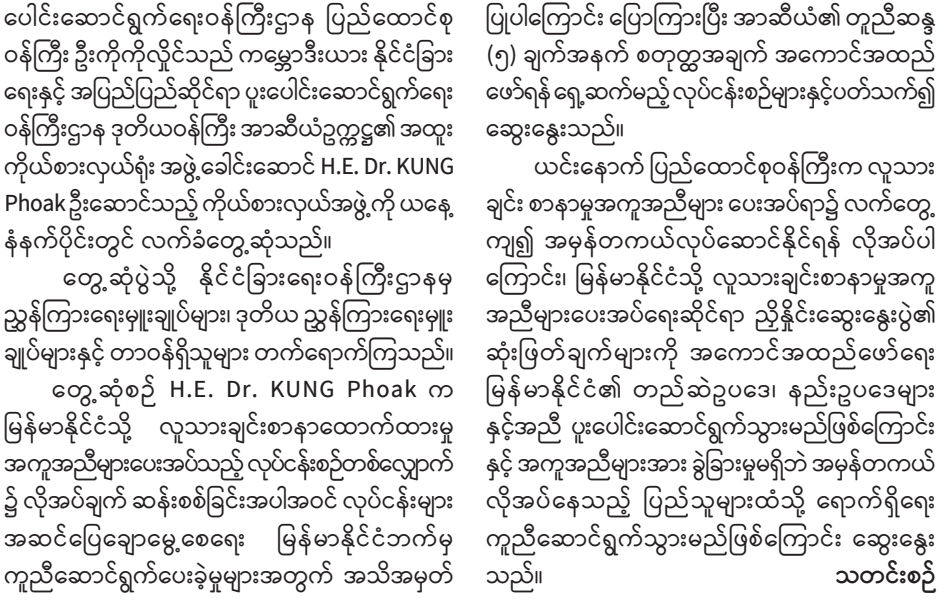 ပေါင်းဆောင်ရွက်ရေးဝန်ကြီးဌာန ပြည်ထောင်စု
ဝန်ကြီး ဦးကိုကိုလှိုင်သည် ကမ္ဘောဒီးယား နိုင်ငံခြား
ရေးနှင့် အပြည်ပြည်ဆိုင်ရာ ပူးပေါင်းဆောင်ရွက်ရေး
ဝန်ကြီးဌာန ဒုတိယဝန်ကြီး အာဆီယံဥက္ကဋ္ဌ၏ အထူး
ကိုယ်စားလှယ်ရုံး အဖွဲ့ခေါင်းဆောင် H.E. Dr. KUNG
Phoak ဦးဆောင်သည့် ကိုယ်စားလှယ်အဖွဲ့ကို ယနေ့
နံနက်ပိုင်းတွင် လက်ခံတွေ့ဆုံသည်။
တွေ့ဆုံပွဲသို့ နိုင်ငံခြားရေးဝန်ကြီးဌာနမှ
ညွှန်ကြားရေးမှူးချုပ်များ၊ ဒုတိယ ညွှန်ကြားရေးမှူး
ချုပ်များနှင့် တာဝန်ရှိသူများ တက်ရောက်ကြသည်။
တွေ့ဆုံစဉ် H.E. Dr. KUNG Phoak က
မြန်မာနိုင်ငံသို့ လူသားချင်းစာနာထောက်ထားမှု
အကူအညီများပေးအပ်သည့် လုပ်ငန်းစဉ်တစ်လျှောက်
၌ လိုအပ်ချက် ဆန်းစစ်ခြင်းအပါအဝင် လုပ်ငန်းများ
အဆင်ပြေချောမွေ့စေရေး မြန်မာနိုင်ငံဘက်မှ
ကူညီဆောင်ရွက်ပေးခဲ့မှုများအတွက် အသိအမှတ်
ပြုပါကြောင်း ပြောကြားပြီး အာဆီယံ၏ တူညီဆန္ဒ
(၅) ချက်အနက် စတုတ္ထအချက် အကောင်အထည်
ဖော်ရန် ရှေ့ဆက်မည့် လုပ်ငန်းစဉ်များနှင့်ပတ်သက်၍
ဆွေးနွေးသည်။
ယင်းနောက် ပြည်ထောင်စုဝန်ကြီးက လူသား
ချင်း စာနာမှုအကူအညီများ ပေးအပ်ရာ၌ လက်တွေ့
ကျ၍ အမှန်တကယ်လုပ်ဆောင်နိုင်ရန် လိုအပ်ပါ
ကြောင်း၊ မြန်မာနိုင်ငံသို့ လူသားချင်းစာနာမှုအကူ
အညီများပေးအပ်ရေးဆိုင်ရာ ညှိနှိုင်းဆွေးနွေးပွဲ၏
ဆုံးဖြတ်ချက်များကို အကောင်အထည်ဖော်ရေး
မြန်မာနိုင်ငံ၏ တည်ဆဲဥပဒေ၊ နည်းဥပဒေများ
နှင့်အညီ ပူးပေါင်းဆောင်ရွက်သွားမည်ဖြစ်ကြောင်း
နှင့် အကူအညီများအား ခွဲခြားမှုမရှိဘဲ အမှန်တကယ်
လိုအပ်နေသည့် ပြည်သူများထံသို့ ရောက်ရှိရေး
ကူညီဆောင်ရွက်သွားမည်ဖြစ်ကြောင်း ဆွေးနွေး
သည်။ သတင်းစဉ်